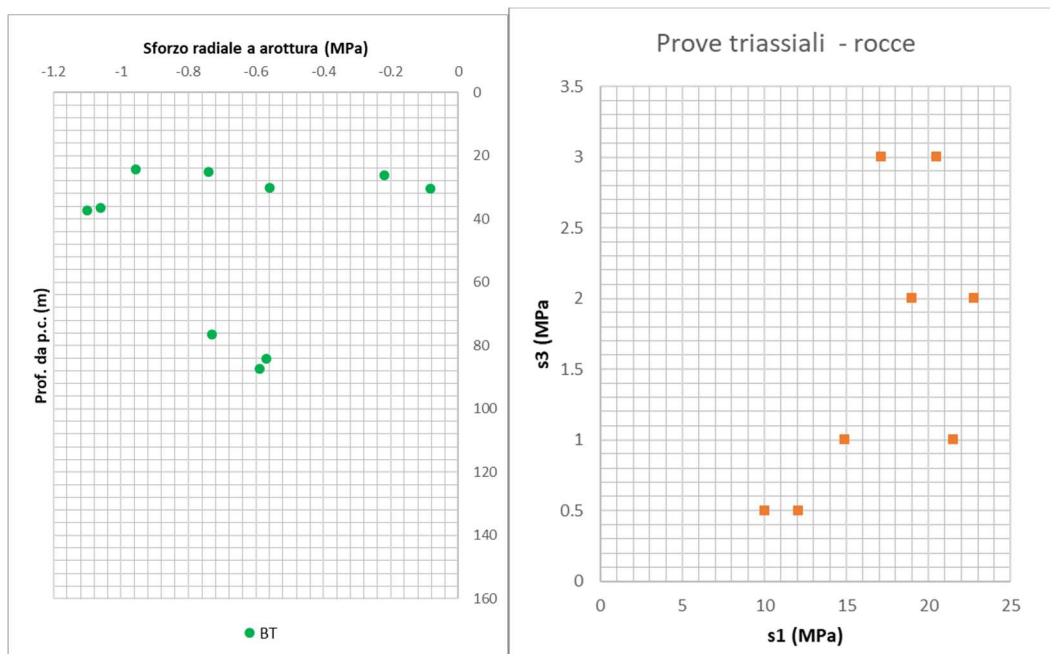 Sforzo radiale a arottura (MPa)
-1.2 -1 -0.8 -0.6 -0.4 -0.2 0
0
20
40
60
80
100
120
140
160
Prof. da p.c. (m)
BT
Prove triassiali - rocce
3.5
3
2.5
2
1.5
1
0.5
0
s3 (MPa
0 5 10 15 20 25
s1 (MPa)